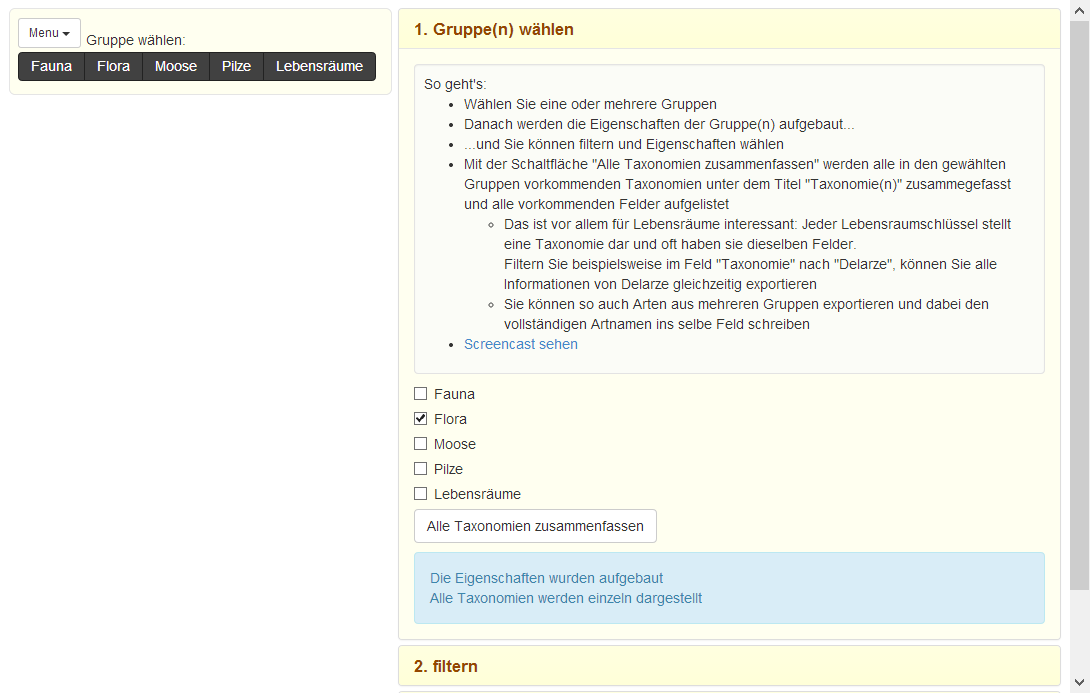 Menu
Gruppe wählen:
Fauna Flora Moose Pilze Lebensräume
1. Gruppe(n) wählen
So geht's:
Wählen Sie eine oder mehrere Gruppen
Danach werden die Eigenschaften der Gruppe(n) aufgebaut...
...und Sie können filtern und Eigenschaften wählen
Mit der Schaltfläche "Alle Taxonomien zusammenfassen" werden alle in den gewählten
Gruppen vorkommenden Taxonomien unter dem Titel "Taxonomie(n)" zusammegefasst
und alle vorkommenden Felder aufgelistet
Das ist vor allem für Lebensräume interessant: Jeder Lebensraumschlüssel stellt
eine Taxonomie dar und oft haben sie dieselben Felder.
Filtern Sie beispielsweise im Feld "Taxonomie" nach "Delarze", können Sie alle
Informationen von Delarze gleichzeitig exportieren
Sie können so auch Arten aus mehreren Gruppen exportieren und dabei den
vollständigen Artnamen ins selbe Feld schreiben
Screencast sehen
Fauna
Flora
Moose
Pilze
Lebensräume
Alle Taxonomien zusammenfassen
Die Eigenschaften wurden aufgebaut
Alle Taxonomien werden einzeln dargestellt
2. filtern